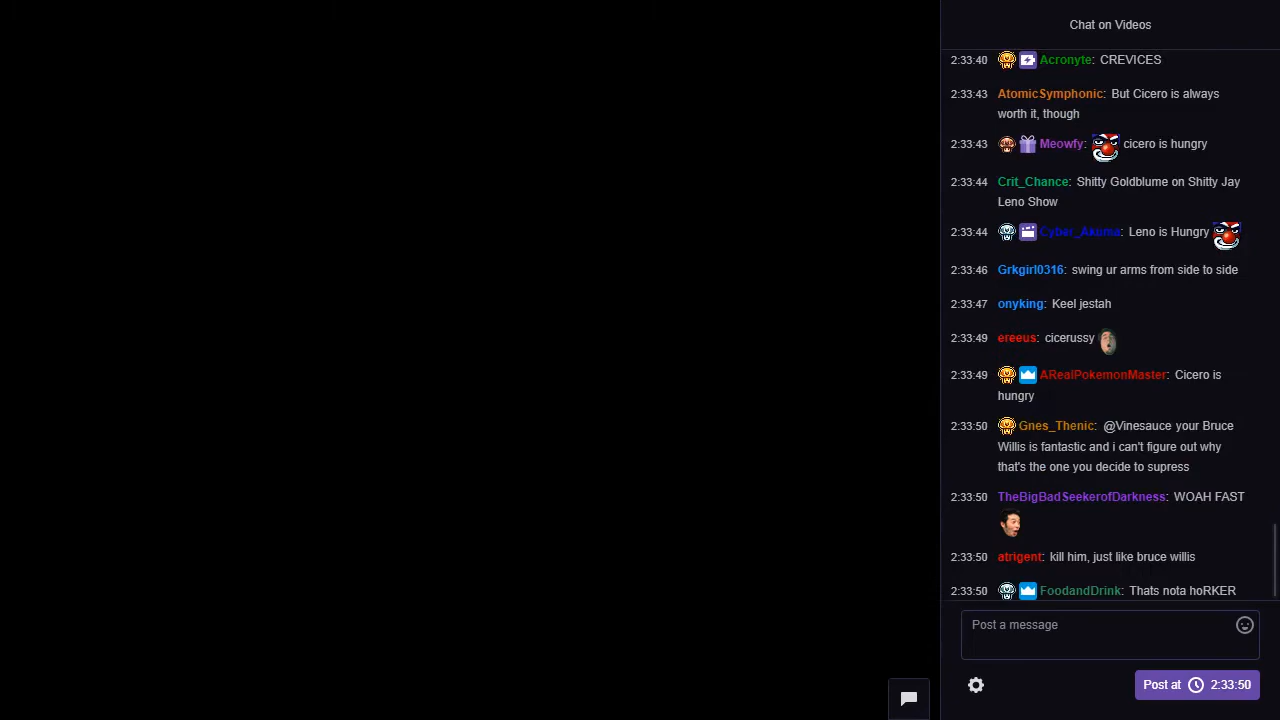 Chat on Videos
2:33:40 Acronyte: CREVICES
2:33:43 AtomicSymphonic: But Cicero is always
worth it, though
2:33:43 Meowfy: cicero is hungry
2:33:44 Crit_Chance: Shitty Goldblume on Shitty Jay
Leno Show
2:33:44 Cyber_Akuma: Leno is Hungry
2:33:46 Grkgirl0316: swing ur arms from side to side
2:33:47 onyking: Keel jestah
2:33:49 ereeus: cicerussy
2:33:49 ARealPokemonMaster: Cicero is
hungry
2:33:50 Gnes_Thenic: @Vinesauce your Bruce
Willis is fantastic and i can't figure out why
that's the one you decide to supress
2:33:50 TheBigBadSeekerofDarkness: WOAH FAST
2:33:50 atrigent: kill him, just like bruce willis
2:33:50 FoodandDrink: Thats nota hoRKER
Post a message
Post at 2:33:50